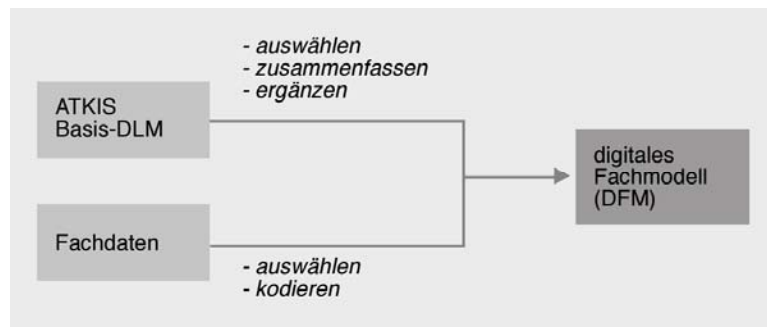 - auswählen
- zusammenfassen
- ergänzen
ATKIS
Basis-DLM
digitales
Fachmodell
(DFM)
Fachdaten
- auswählen
- kodieren